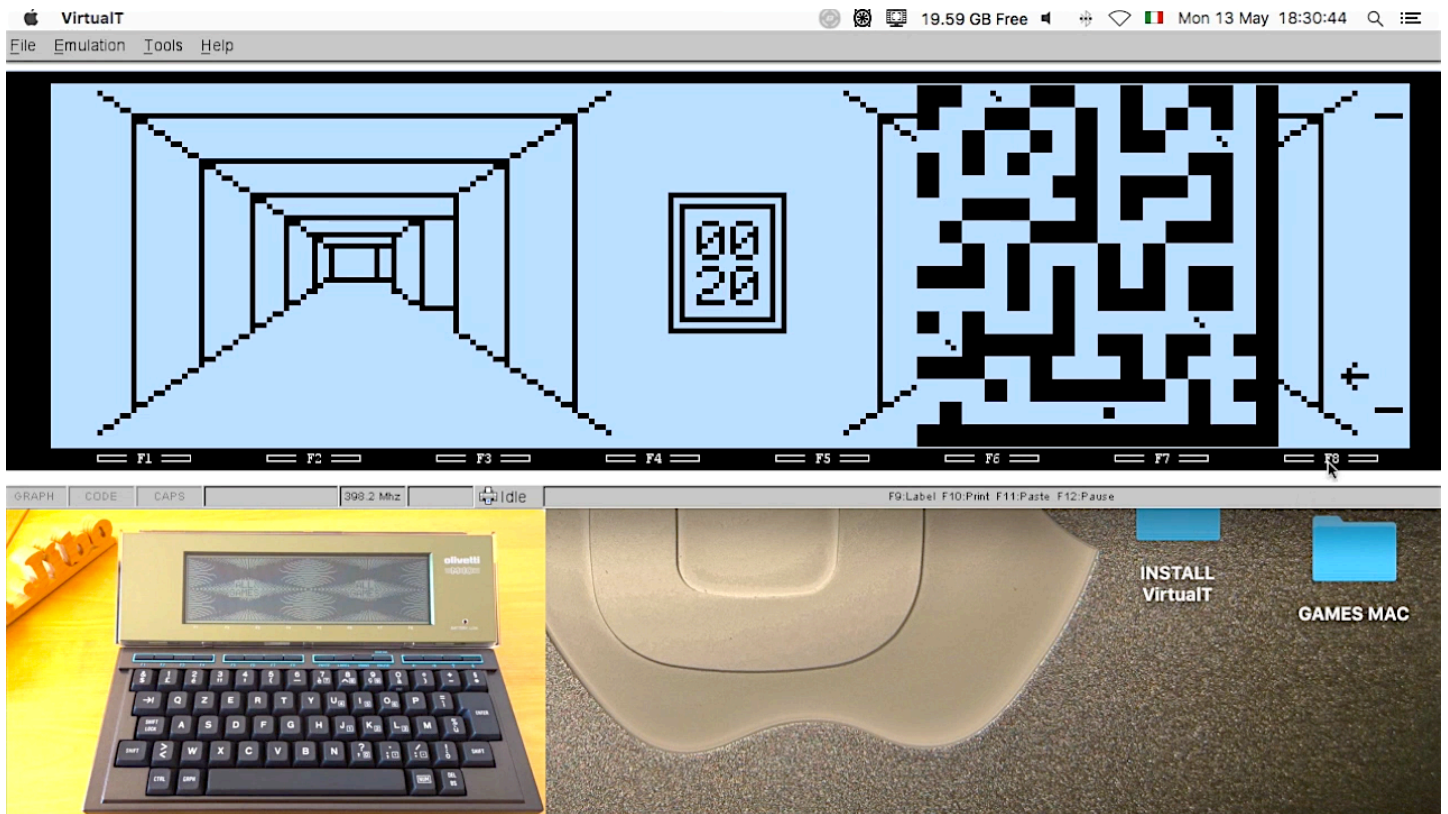 VirtualT
19.59 GB Free
Mon 13 May 18:30:44
File Emulation Tools Help
00
20
F1 F2 F3 F4 F5 F6 F7 F8
GRAPH CODE CAPS 398.2 Mhz Idle F9:Label F10:Print F11:Paste F12:Pause
olivetti
INSTALL
VirtualT
GAMES MAC
Q Z E R T Y U I O P
A S D F G H J K L M
W X C V B N